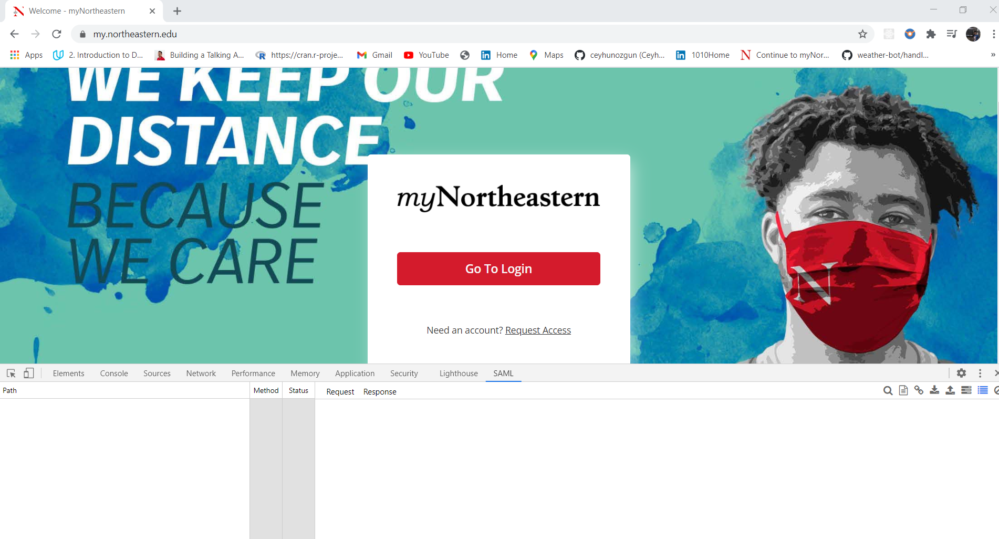 Welcome - myNortheastern
my.northeastern.edu
Apps 2. Introduction to D... Building a Talking A... https://cran.r-proje... Gmail YouTube Home Maps ceyhunozgun (Ceyh... 1010Home Continue to myNor... weather-bot/handl... »
WE KEEP OUR
DISTANCE
BECAUSE
WE CARE
myNortheastern
Go To Login
Need an account? Request Access
N
Elements Console Sources Network Performance Memory Application Security Lighthouse SAML
Path Method Status Request Response